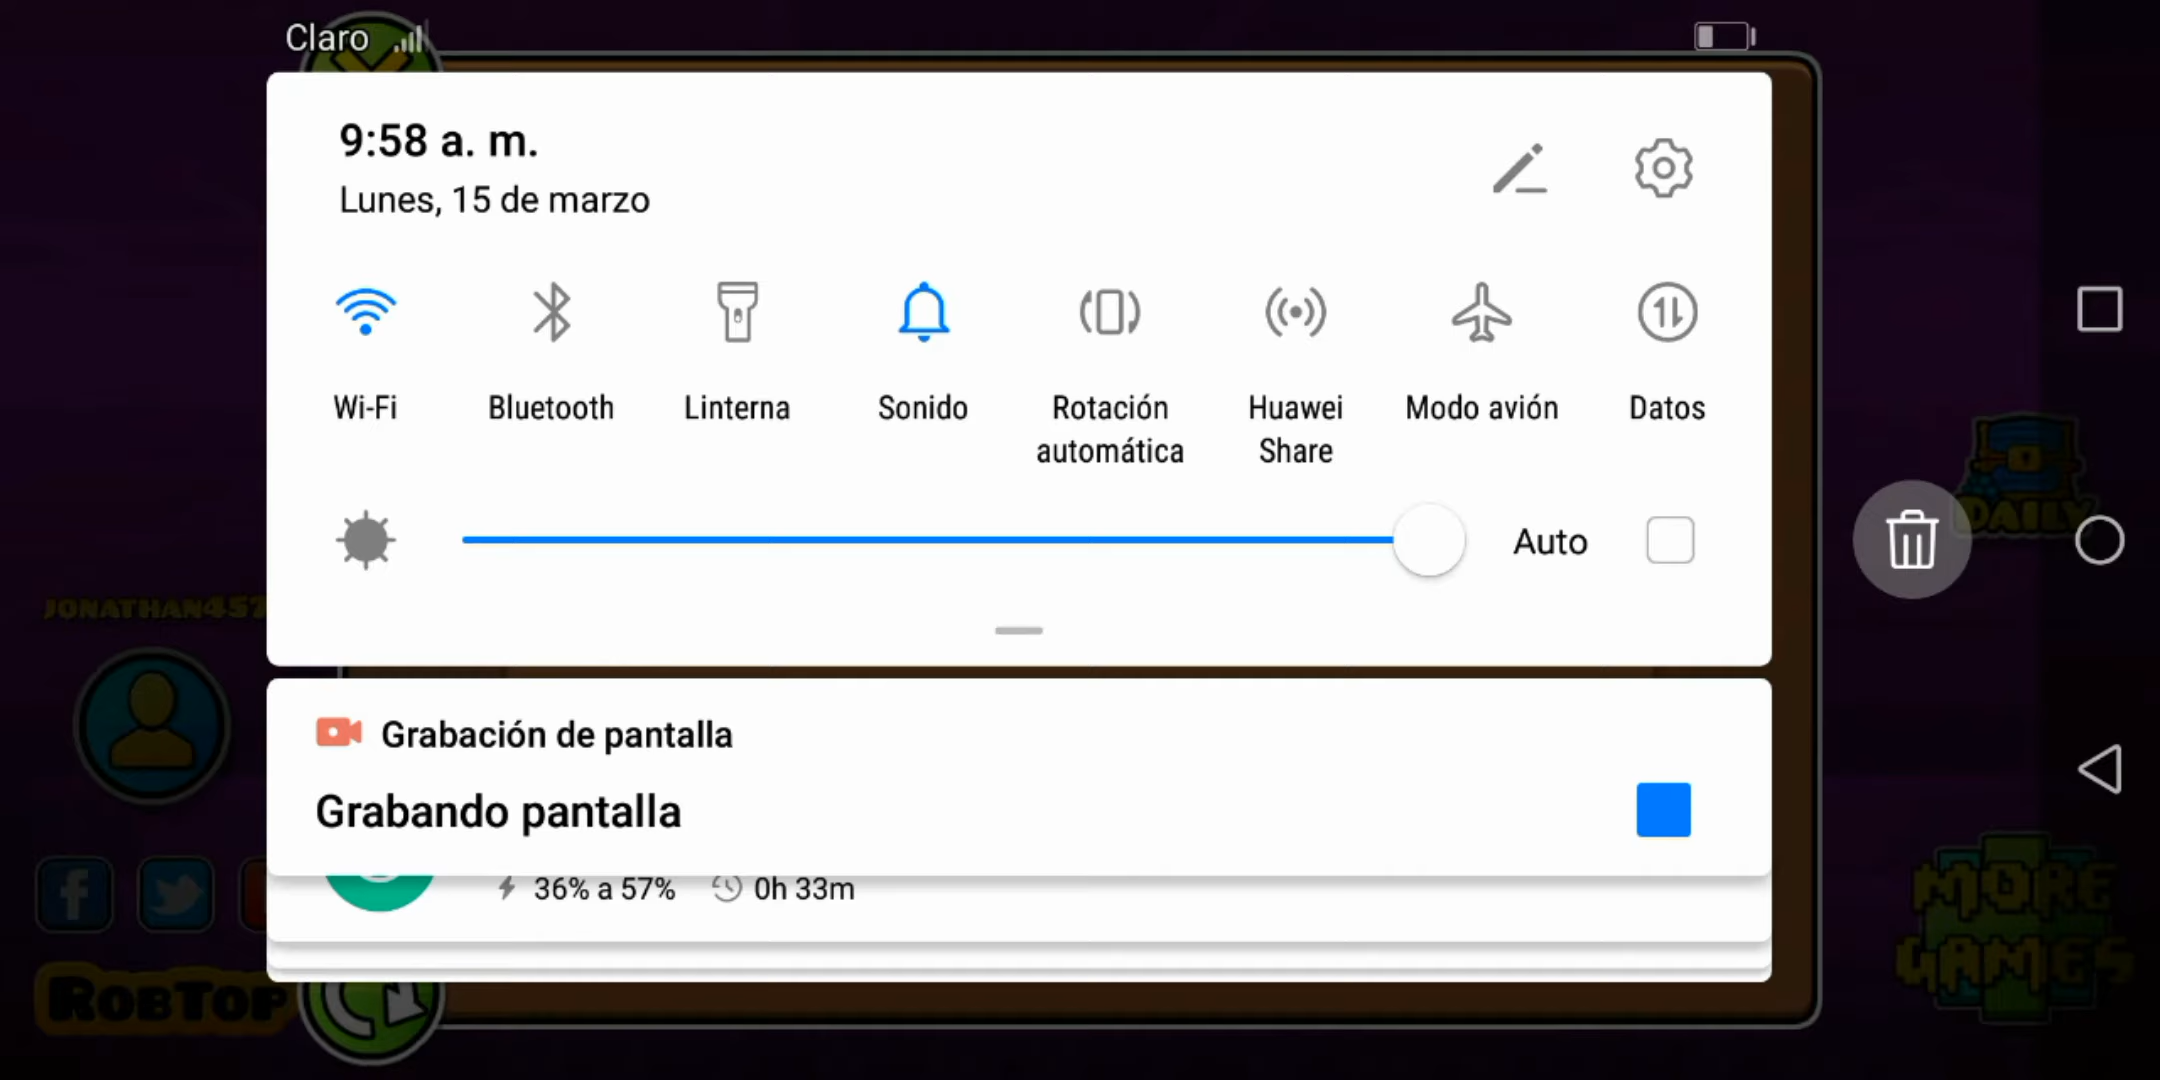 Claro
9:58 a. m.
Lunes, 15 de marzo
Wi-Fi
Bluetooth
Linterna
Sonido
Rotación
automática
Huawei
Share
Modo avión
Datos
Auto
DAILY
JONATHAN457
Grabación de pantalla
Grabando pantalla
36% a 57%
0h 33m
ROBTOP
MORE
GAMES